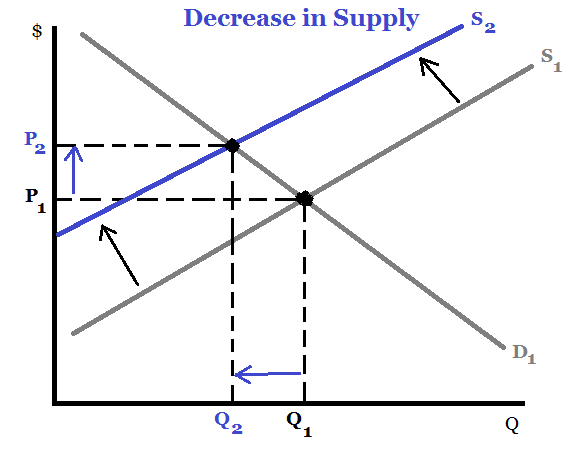 Decrease in Supply
$
S2
S1
P2
P1
D1
Q2
Q1
Q